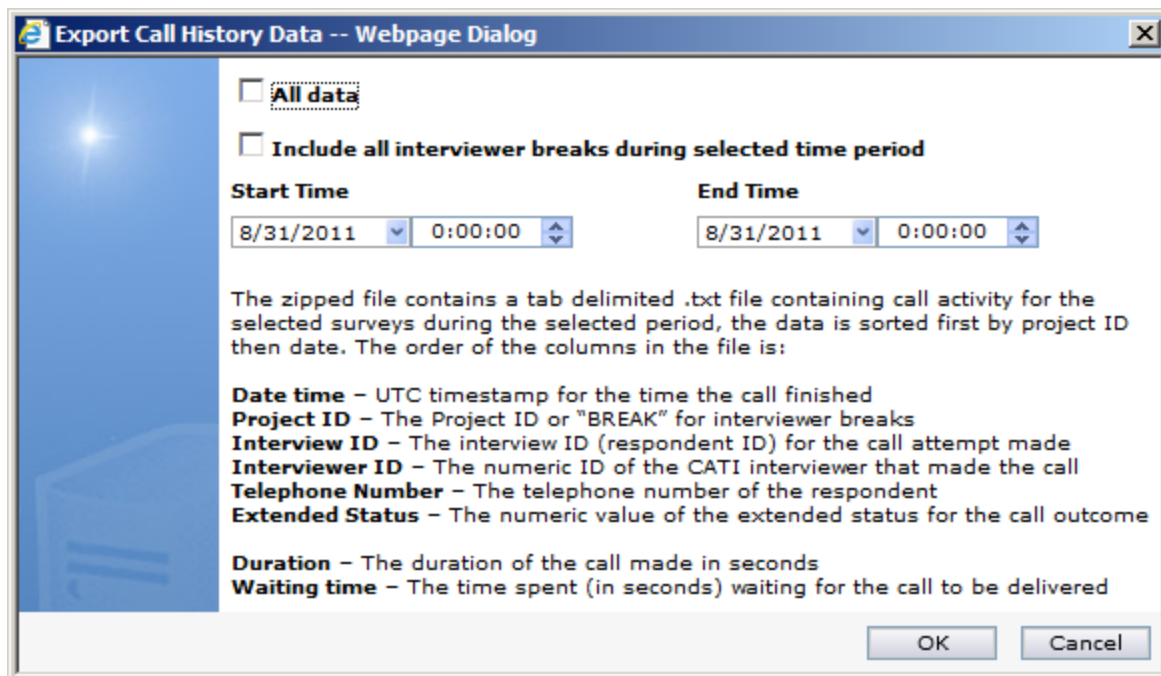 Export Call History Data -- Webpage Dialog
All data
Include all interviewer breaks during selected time period
Start Time End Time
8/31/2011 0:00:00 8/31/2011 0:00:00
The zipped file contains a tab delimited .txt file containing call activity for the
selected surveys during the selected period, the data is sorted first by project ID
then date. The order of the columns in the file is:
Date time – UTC timestamp for the time the call finished
Project ID – The Project ID or “BREAK” for interviewer breaks
Interview ID – The interview ID (respondent ID) for the call attempt made
Interviewer ID – The numeric ID of the CATI interviewer that made the call
Telephone Number – The telephone number of the respondent
Extended Status – The numeric value of the extended status for the call outcome
Duration – The duration of the call made in seconds
Waiting time – The time spent (in seconds) waiting for the call to be delivered
OK Cancel